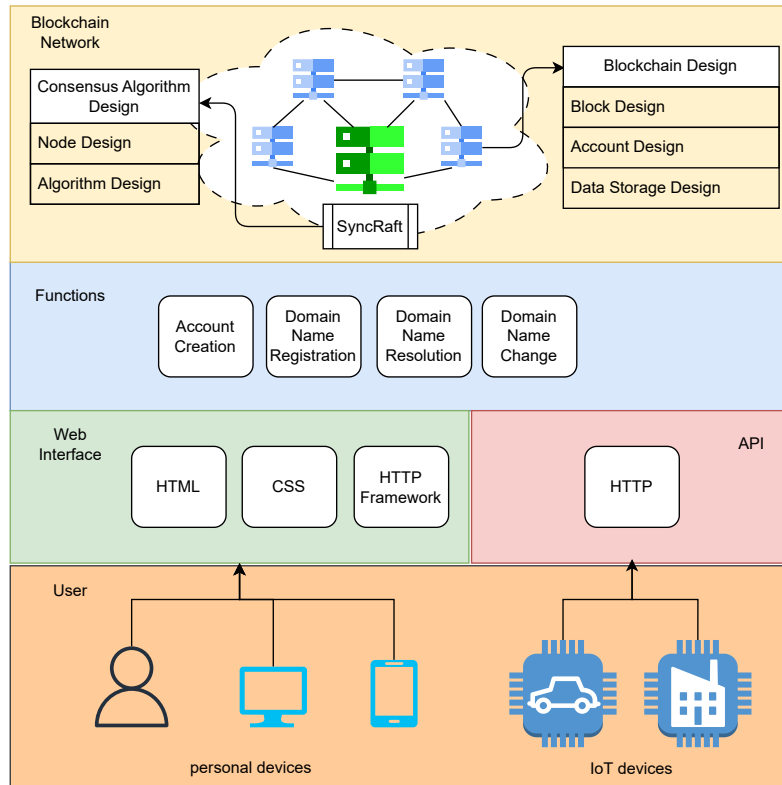 Blockchain
Network
Consensus Algorithm
Design
Node Design
Algorithm Design
SyncRaft
Blockchain Design
Block Design
Account Design
Data Storage Design
Functions
Account
Creation
Domain
Name
Registration
Domain
Name
Resolution
Domain
Name
Change
Web
Interface
HTML
CSS
HTTP
Framework
API
HTTP
User
personal devices
IoT devices